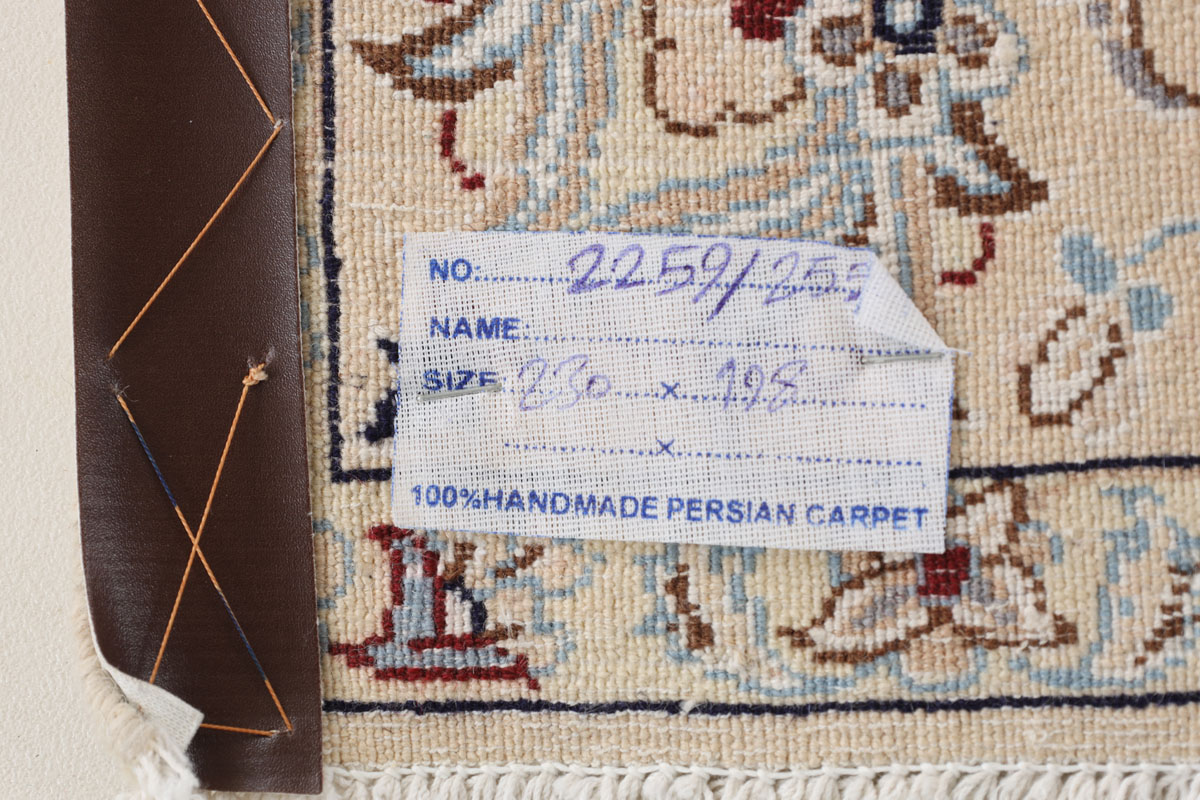 NO: 2259/255
NAME:
SIZE 230 x 198
x
100%HANDMADE PERSIAN CARPET